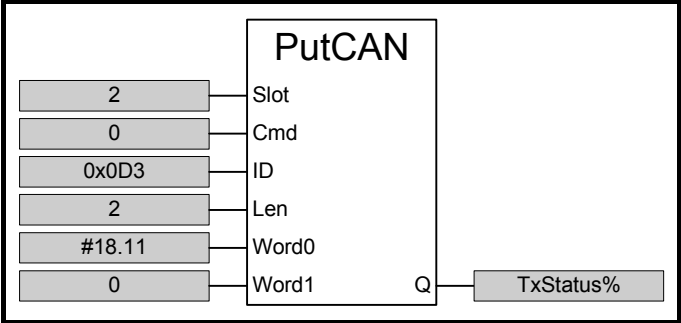 PutCAN
2 Slot
0 Cmd
0x0D3 ID
2 Len
#18.11 Word0
0 Word1 Q TxStatus%